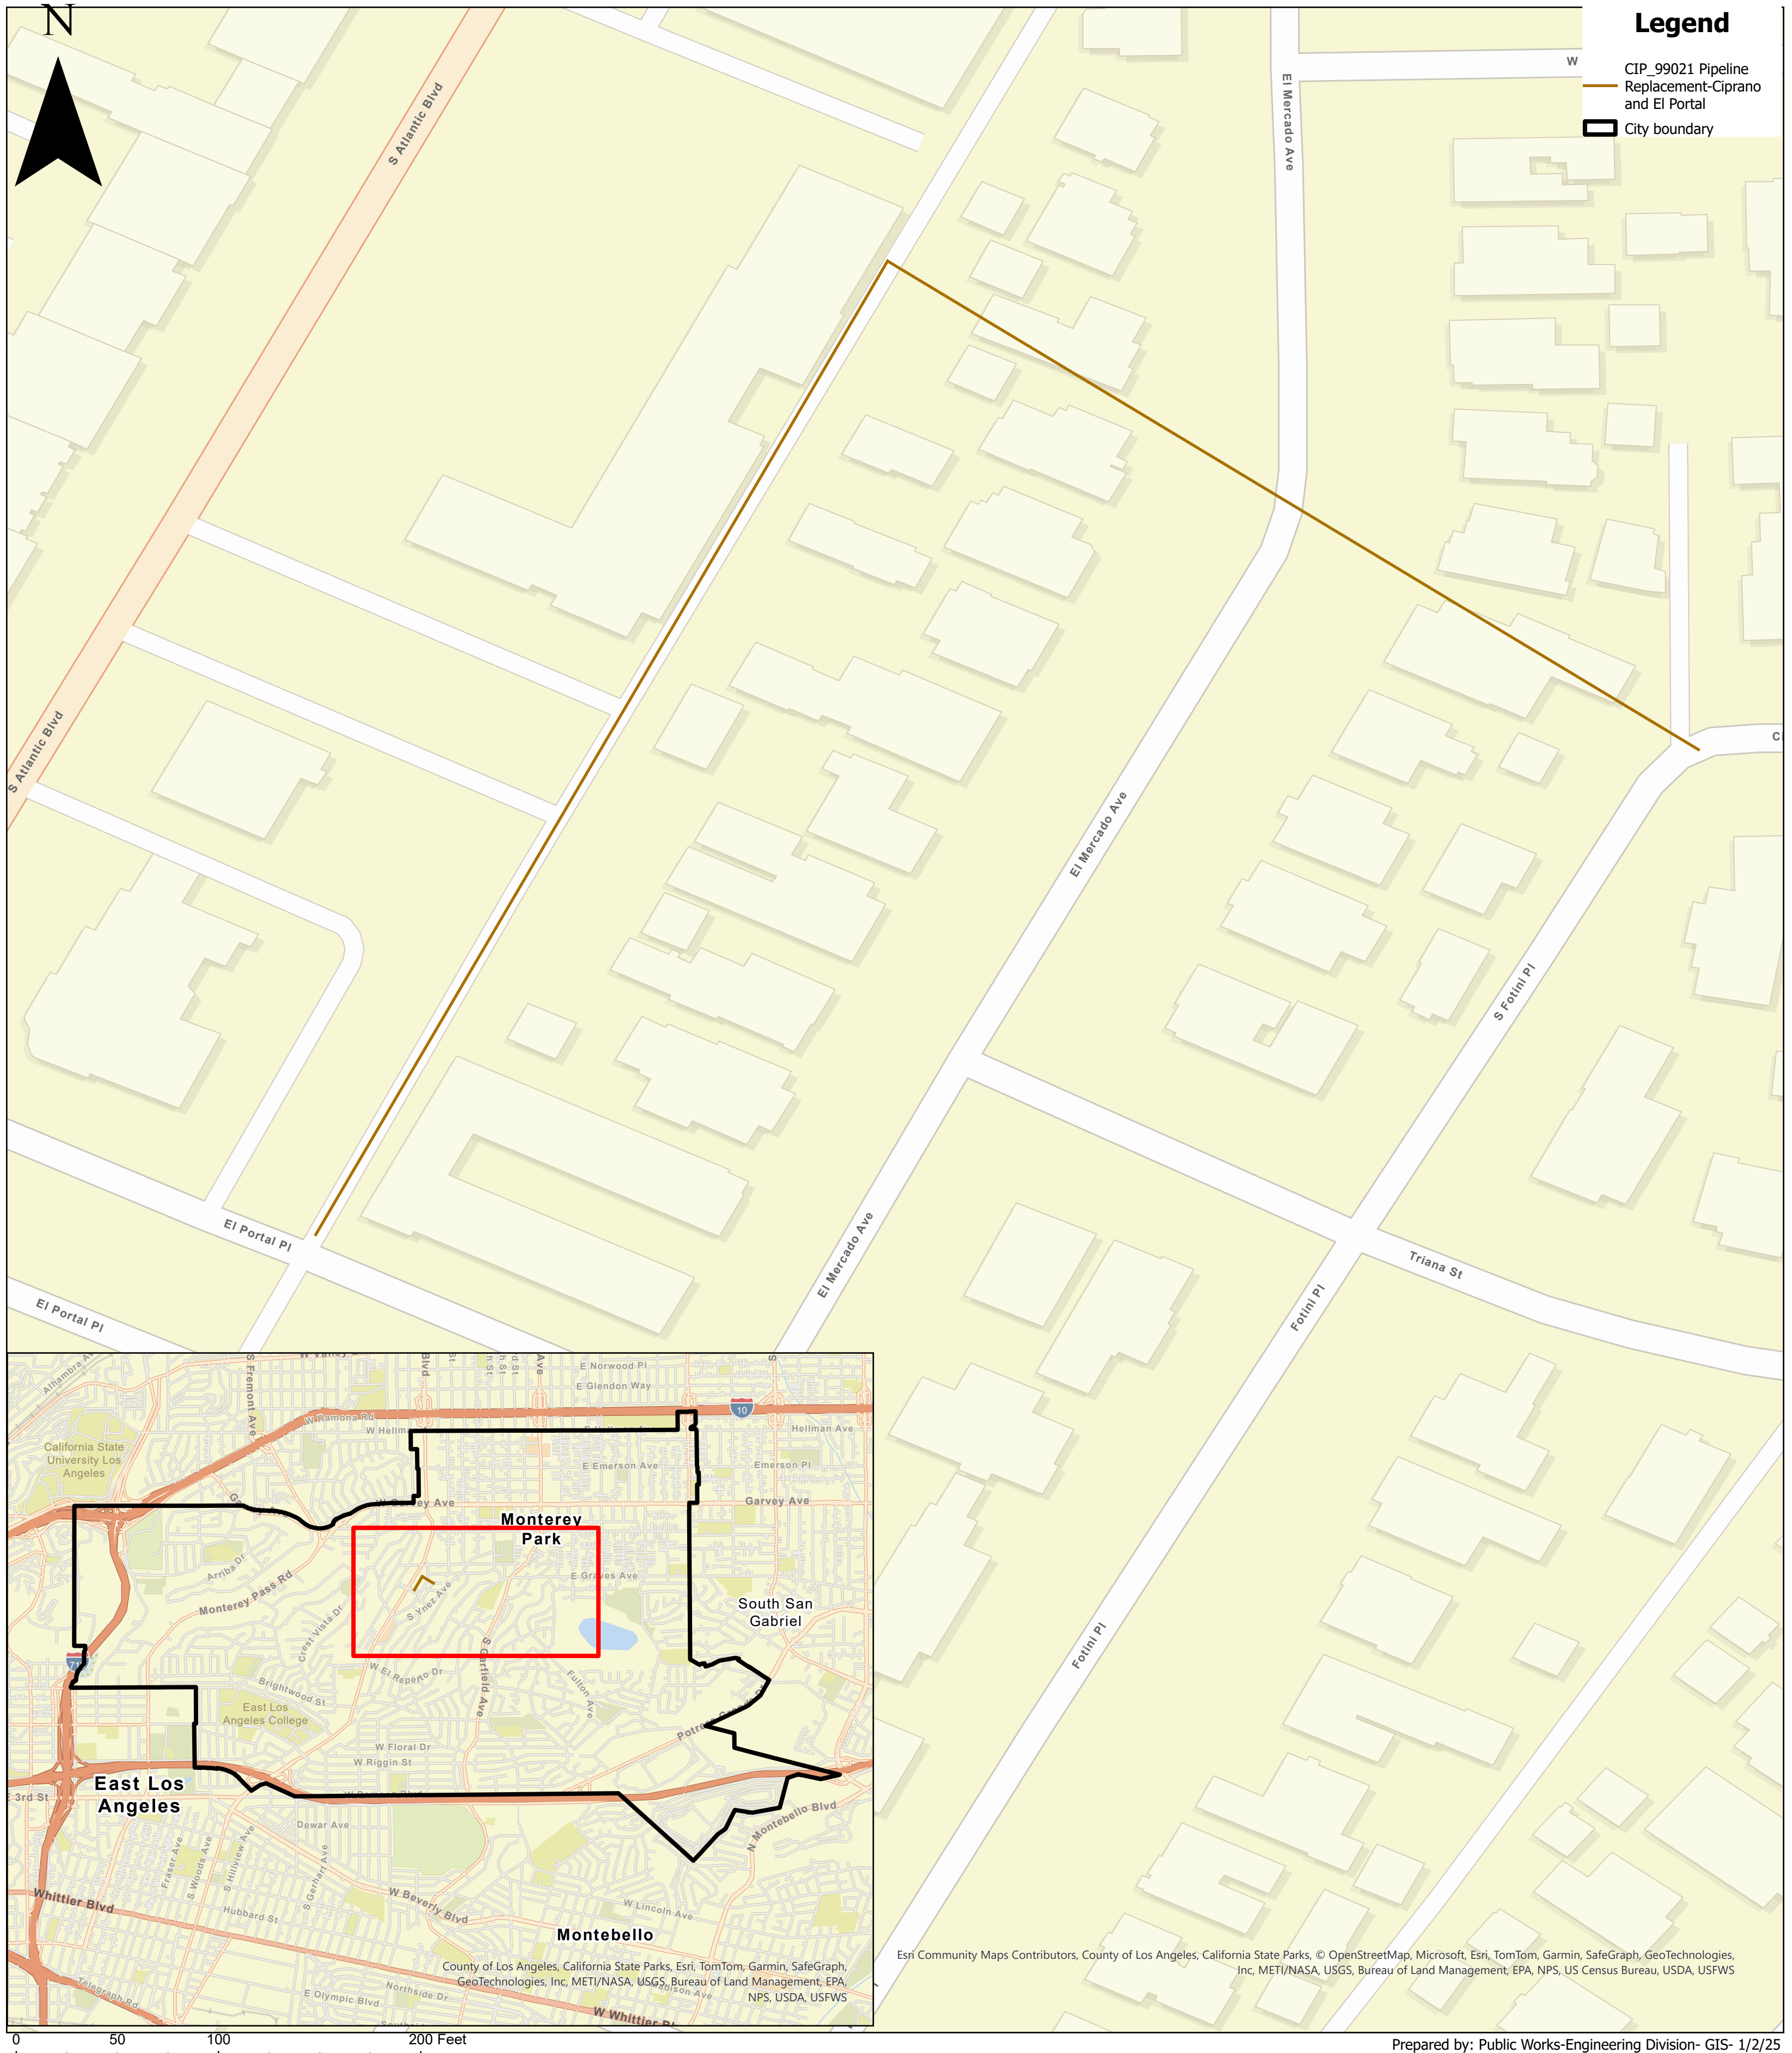 N
Legend
CIP_99021 Pipeline
Replacement-Ciprano
and El Portal
City boundary
W
S Atlantic Blvd
El Mercado Ave
S Atlantic Blvd
C
El Mercado Ave
S Fotini Pl
El Portal Pl
El Mercado Ave
Triana St
El Portal Pl
Fotini Pl
Fotini Pl
S Fremont Ave
Blvd
Ave
E Norwood Pl
E Glendon Way
W Ramona Rd
10
Hellman Ave
California State
University Los
Angeles
E Emerson Ave
Emerson Pl
W Garvey Ave
Garvey Ave
Monterey
Park
Arriba Dr
Monterey Pass Rd
E Graves Ave
S Ynez Ave
South San
Gabriel
Crest Vista Dr
S Garfield Ave
W El Repetto Dr
Fulton Ave
Brightwood St
East Los
Angeles College
W Floral Dr
W Riggin St
East Los
Angeles
E 3rd St
Dewar Ave
N Montebello Blvd
Fraser Ave
S Woods Ave
S Hillview Ave
S Gerhart Ave
Whittier Blvd
Hubbard St
W Beverly Blvd
W Lincoln Ave
Montebello
Telegraph Rd
Northside Dr
E Olympic Blvd
County of Los Angeles, California State Parks, Esri, TomTom, Garmin, SafeGraph,
GeoTechnologies, Inc, METI/NASA, USGS, Bureau of Land Management, EPA,
NPS, USDA, USFWS
Esri Community Maps Contributors, County of Los Angeles, California State Parks, © OpenStreetMap, Microsoft, Esri, TomTom, Garmin, SafeGraph, GeoTechnologies,
Inc, METI/NASA, USGS, Bureau of Land Management, EPA, NPS, US Census Bureau, USDA, USFWS
0 50 100 200 Feet
Prepared by: Public Works-Engineering Division- GIS- 1/2/25